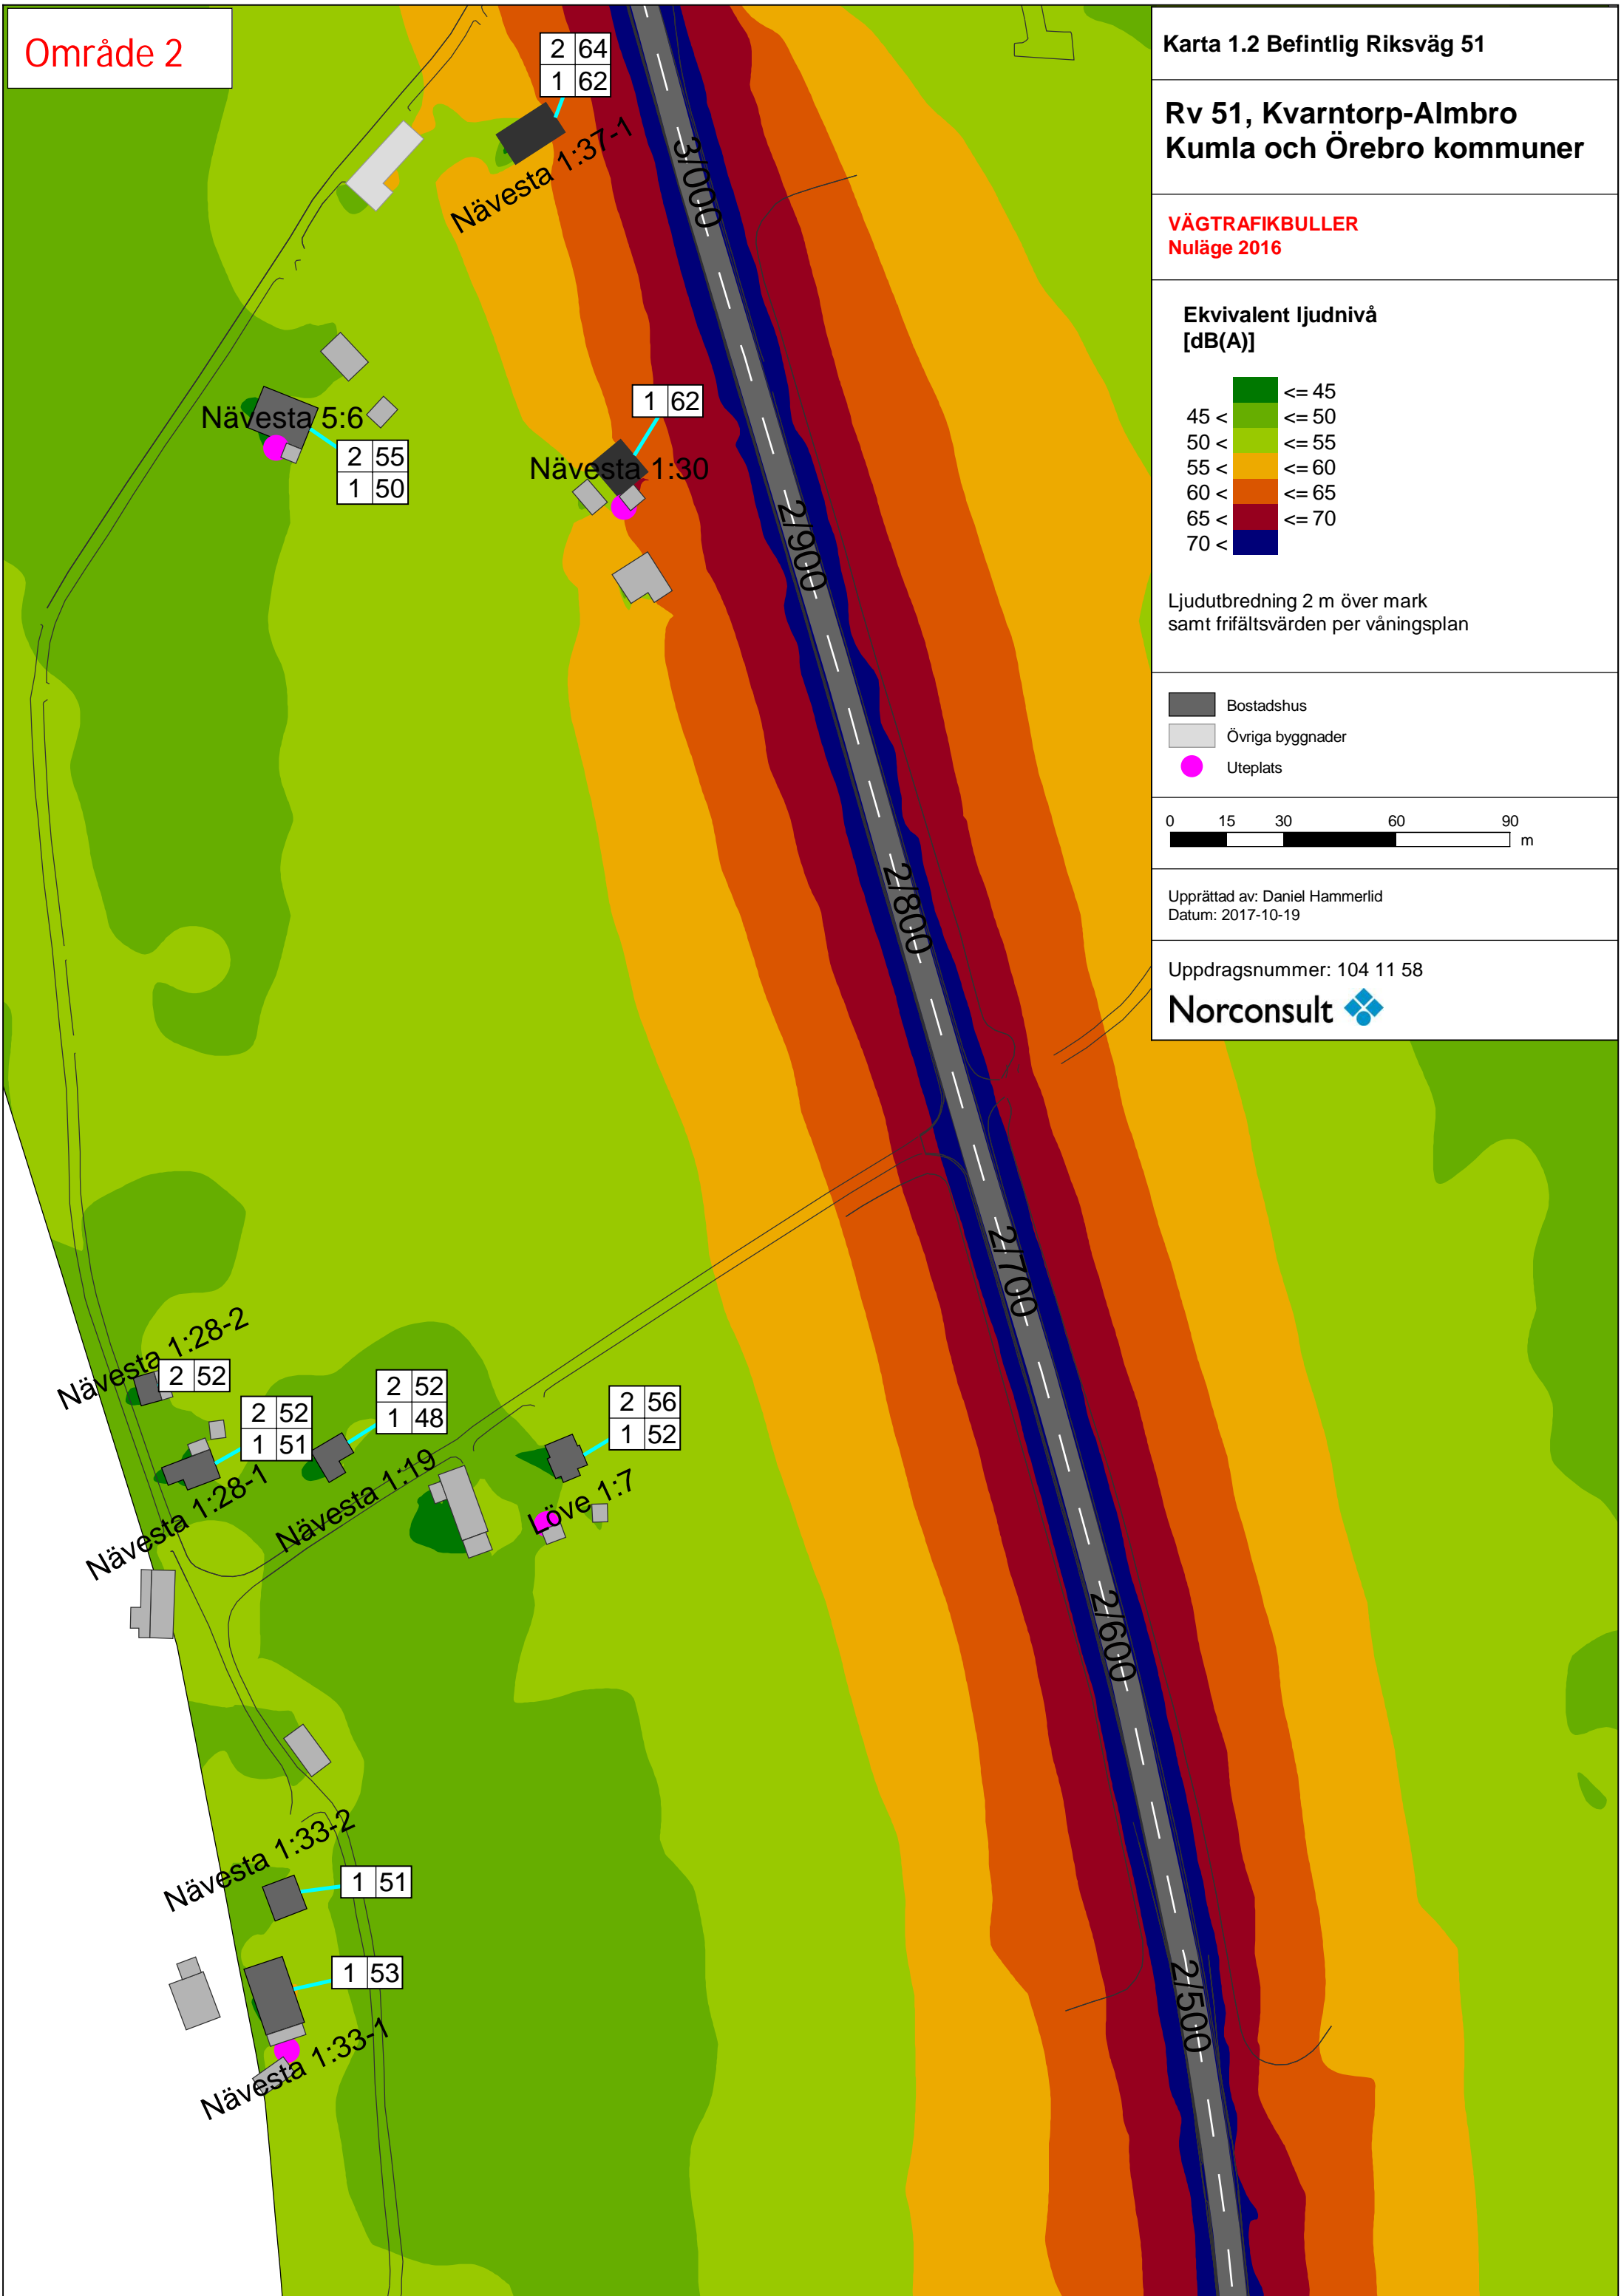 Område 2
Karta 1.2 Befintlig Riksväg 51
Rv 51, Kvarntorp-Almbro
Kumla och Örebro kommuner
VÄGTRAFIKBULLER
Nuläge 2016
Ekvivalent ljudnivå
[dB(A)]
<= 45
45 < <= 50
50 < <= 55
55 < <= 60
60 < <= 65
65 < <= 70
70 <
Ljudutbredning 2 m över mark
samt frifältsvärden per våningsplan
Bostadshus
Övriga byggnader
Uteplats
0 15 30 60 90
m
Upprättad av: Daniel Hammerlid
Datum: 2017-10-19
Uppdragsnummer: 104 11 58
Norconsult
2 64
1 62
Nävesta 1:37-1
3/000
Nävesta 5:6
2 55
1 50
1 62
Nävesta 1:30
2/900
2/800
2/700
Nävesta 1:28-2
2 52
2 52
1 51
Nävesta 1:28-1
2 52
1 48
Nävesta 1:19
2 56
1 52
Löve 1:7
2/600
Nävesta 1:33-2
1 51
1 53
Nävesta 1:33-1
2/500